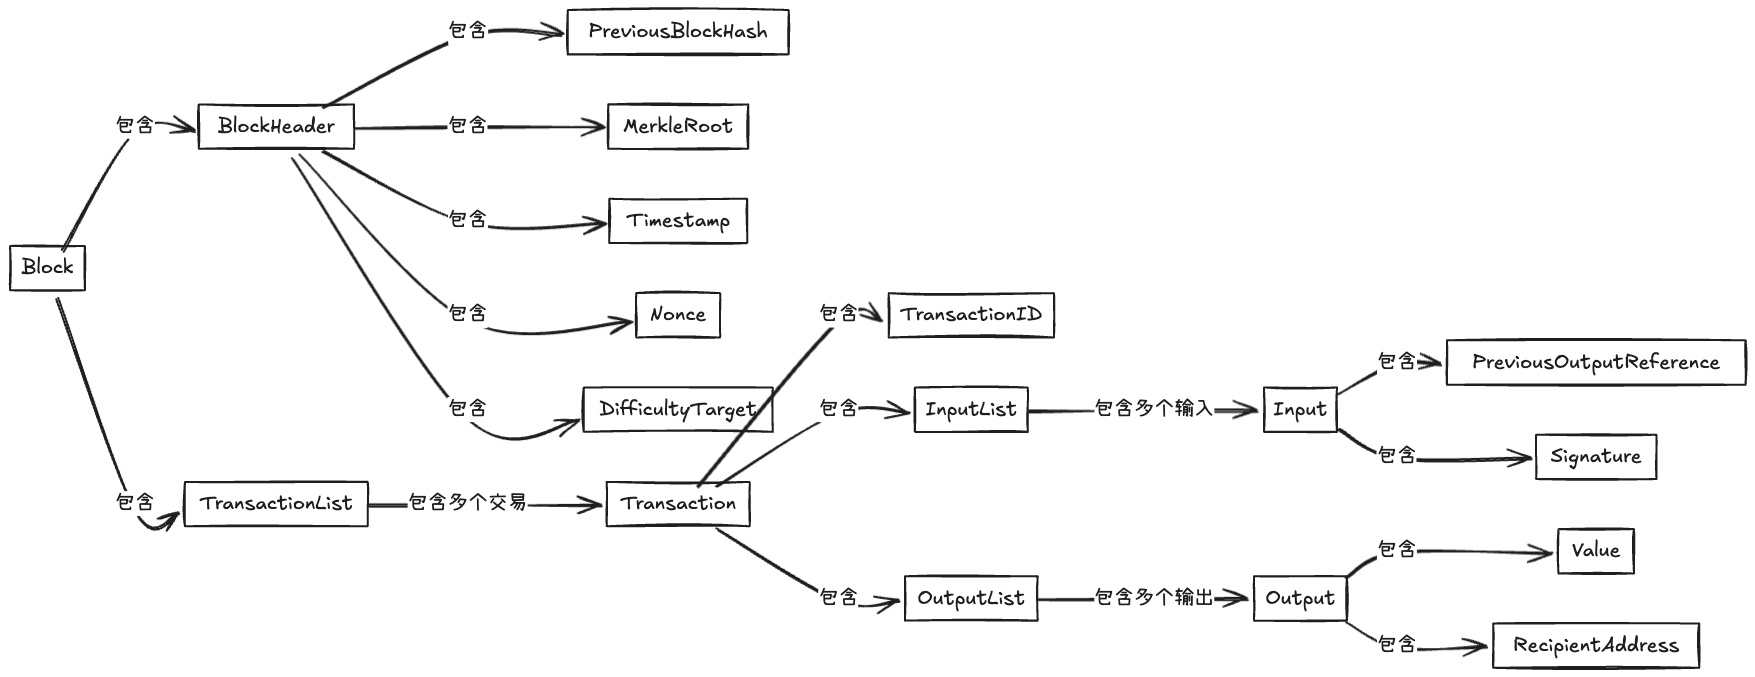 包含
PreviousBlockHash
包含
BlockHeader
包含
MerkleRoot
包含
Timestamp
Block
包含
Nonce
包含
TransactionID
包含
DifficultyTarget
包含
InputList
包含多个输入
Input
包含
PreviousOutputReference
包含
Signature
包含
TransactionList
包含多个交易
Transaction
包含
OutputList
包含多个输出
Output
包含
Value
包含
RecipientAddress